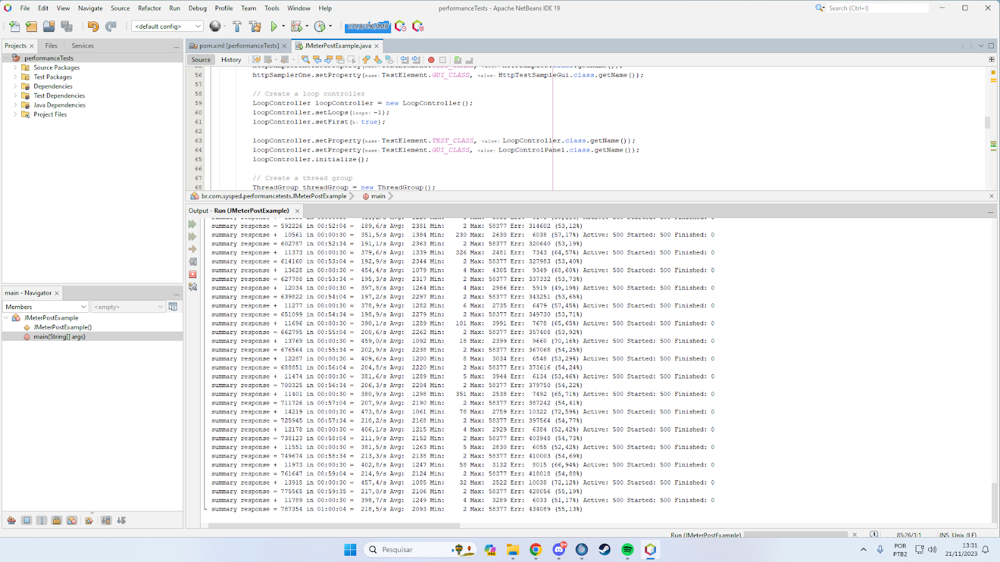 File Edit View Navigate Source Refactor Run Debug Profile Team Tools Window Help
performanceTests - Apache NetBeans IDE 19
Search (Ctrl+I)
<default config>
279,8/390,0MB
Projects Files Services
performanceTests
Source Packages
Test Packages
Dependencies
Test Dependencies
Java Dependencies
Project Files
pom.xml [performanceTests] JMeterPostExample.java
Source History
56 httpSamplerOne.setProperty(name:TestElement.GUI_CLASS, value:HttpTestSampleGui.class.getName());
57
58 // Create a loop controller
59 LoopController loopController = new LoopController();
60 loopController.setLoops(loops:-1);
61 loopController.setFirst(b:true);
62
63 loopController.setProperty(name:TestElement.TEST_CLASS, value:LoopController.class.getName());
64 loopController.setProperty(name:TestElement.GUI_CLASS, value:LoopControlPanel.class.getName());
65 loopController.initialize();
66
67 // Create a thread group
68 ThreadGroup threadGroup = new ThreadGroup();
br.com.sysped.performancetests.JMeterPostExample main
Output - Run (JMeterPostExample)
summary response = 592226 in 00:52:04 = 189,6/s Avg: 2381 Min: 2 Max: 58377 Err: 314602 (53,12%)
summary response + 10561 in 00:00:30 = 351,5/s Avg: 1384 Min: 230 Max: 2630 Err: 6038 (57,17%) Active: 500 Started: 500 Finished: 0
summary response = 602787 in 00:52:34 = 191,1/s Avg: 2363 Min: 2 Max: 58377 Err: 320640 (53,19%)
summary response + 11373 in 00:00:30 = 379,6/s Avg: 1339 Min: 326 Max: 2481 Err: 7343 (64,57%) Active: 500 Started: 500 Finished: 0
summary response = 614160 in 00:53:04 = 192,9/s Avg: 2344 Min: 2 Max: 58377 Err: 327983 (53,40%)
summary response + 13628 in 00:00:30 = 454,4/s Avg: 1079 Min: 4 Max: 4305 Err: 9349 (68,60%) Active: 500 Started: 500 Finished: 0
summary response = 627788 in 00:53:34 = 195,3/s Avg: 2317 Min: 2 Max: 58377 Err: 337332 (53,73%)
summary response + 12034 in 00:00:30 = 397,8/s Avg: 1264 Min: 4 Max: 2986 Err: 5919 (49,19%) Active: 500 Started: 500 Finished: 0
summary response = 639822 in 00:54:04 = 197,2/s Avg: 2297 Min: 2 Max: 58377 Err: 343251 (53,65%)
summary response + 11277 in 00:00:30 = 378,9/s Avg: 1282 Min: 6 Max: 2735 Err: 6479 (57,45%) Active: 500 Started: 500 Finished: 0
summary response = 651099 in 00:54:34 = 198,9/s Avg: 2279 Min: 2 Max: 58377 Err: 349730 (53,71%)
summary response + 11696 in 00:00:30 = 390,1/s Avg: 1289 Min: 101 Max: 3991 Err: 7678 (65,65%) Active: 500 Started: 500 Finished: 0
summary response = 662795 in 00:55:04 = 200,6/s Avg: 2262 Min: 2 Max: 58377 Err: 357408 (53,92%)
summary response + 13769 in 00:00:30 = 459,0/s Avg: 1092 Min: 18 Max: 2399 Err: 9660 (70,16%) Active: 500 Started: 500 Finished: 0
summary response = 676564 in 00:55:34 = 202,9/s Avg: 2238 Min: 2 Max: 58377 Err: 367068 (54,25%)
summary response + 12287 in 00:00:30 = 409,6/s Avg: 1200 Min: 8 Max: 3034 Err: 6548 (53,29%) Active: 500 Started: 500 Finished: 0
summary response = 688851 in 00:56:04 = 204,8/s Avg: 2220 Min: 2 Max: 58377 Err: 373616 (54,24%)
summary response + 11474 in 00:00:30 = 381,6/s Avg: 1289 Min: 5 Max: 3944 Err: 6134 (53,46%) Active: 500 Started: 500 Finished: 0
summary response = 700325 in 00:56:34 = 206,3/s Avg: 2204 Min: 2 Max: 58377 Err: 379750 (54,22%)
summary response + 11401 in 00:00:30 = 380,9/s Avg: 1298 Min: 351 Max: 2538 Err: 7492 (65,71%) Active: 500 Started: 500 Finished: 0
summary response = 711726 in 00:57:04 = 207,9/s Avg: 2190 Min: 2 Max: 58377 Err: 387242 (54,41%)
summary response + 14219 in 00:00:30 = 473,8/s Avg: 1061 Min: 78 Max: 2759 Err: 10322 (72,59%) Active: 500 Started: 500 Finished: 0
summary response = 725945 in 00:57:34 = 210,2/s Avg: 2168 Min: 2 Max: 58377 Err: 397564 (54,77%)
summary response + 12178 in 00:00:30 = 406,1/s Avg: 1215 Min: 4 Max: 2929 Err: 6384 (52,42%) Active: 500 Started: 500 Finished: 0
summary response = 738123 in 00:58:04 = 211,9/s Avg: 2152 Min: 2 Max: 58377 Err: 403948 (54,73%)
summary response + 11551 in 00:00:30 = 381,5/s Avg: 1263 Min: 5 Max: 2830 Err: 6055 (52,42%) Active: 500 Started: 500 Finished: 0
summary response = 749674 in 00:58:34 = 213,3/s Avg: 2138 Min: 2 Max: 58377 Err: 410003 (54,69%)
summary response + 11973 in 00:00:30 = 402,8/s Avg: 1247 Min: 58 Max: 3132 Err: 8015 (66,94%) Active: 500 Started: 500 Finished: 0
summary response = 761647 in 00:59:04 = 214,9/s Avg: 2124 Min: 2 Max: 58377 Err: 418018 (54,88%)
summary response + 13918 in 00:00:30 = 457,4/s Avg: 1085 Min: 32 Max: 2522 Err: 10038 (72,12%) Active: 500 Started: 500 Finished: 0
summary response = 775565 in 00:59:35 = 217,0/s Avg: 2106 Min: 2 Max: 58377 Err: 428056 (55,19%)
summary response + 11789 in 00:00:30 = 398,7/s Avg: 1249 Min: 4 Max: 3289 Err: 6033 (51,17%) Active: 500 Started: 500 Finished: 0
summary response = 787354 in 01:00:04 = 218,5/s Avg: 2093 Min: 2 Max: 58377 Err: 434089 (55,13%)
main - Navigator
Members <empty>
JMeterPostExample
JMeterPostExample()
main(String[] args)
Run (JMeterPostExample) 1 85:26/1:1 INS Unix (LF)
Pesquisar
PRE
9+
POR
PTB2
13:31
21/11/2023